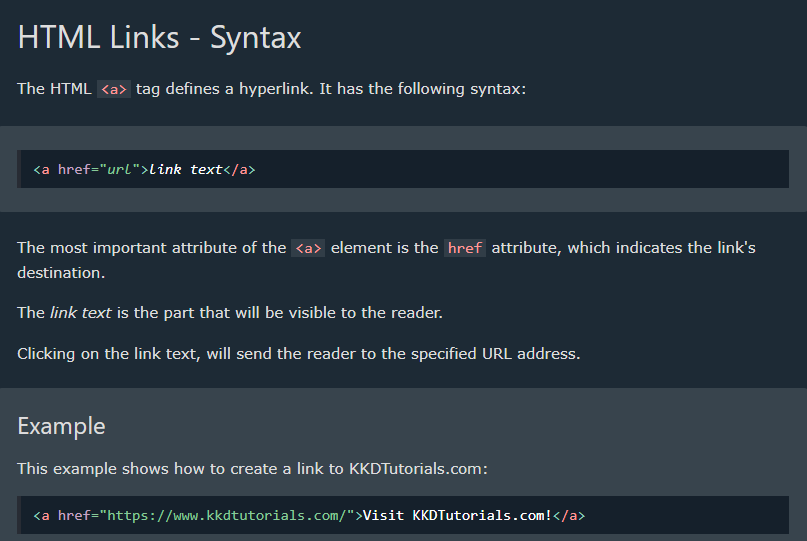 HTML Links - Syntax
The HTML <a> tag defines a hyperlink. It has the following syntax:
<a href="url">link text</a>
The most important attribute of the <a> element is the href attribute, which indicates the link's
destination.
The link text is the part that will be visible to the reader.
Clicking on the link text, will send the reader to the specified URL address.
Example
This example shows how to create a link to KKDTutorials.com:
<a href="https://www.kkdtutorials.com/">Visit KKDTutorials.com!</a>